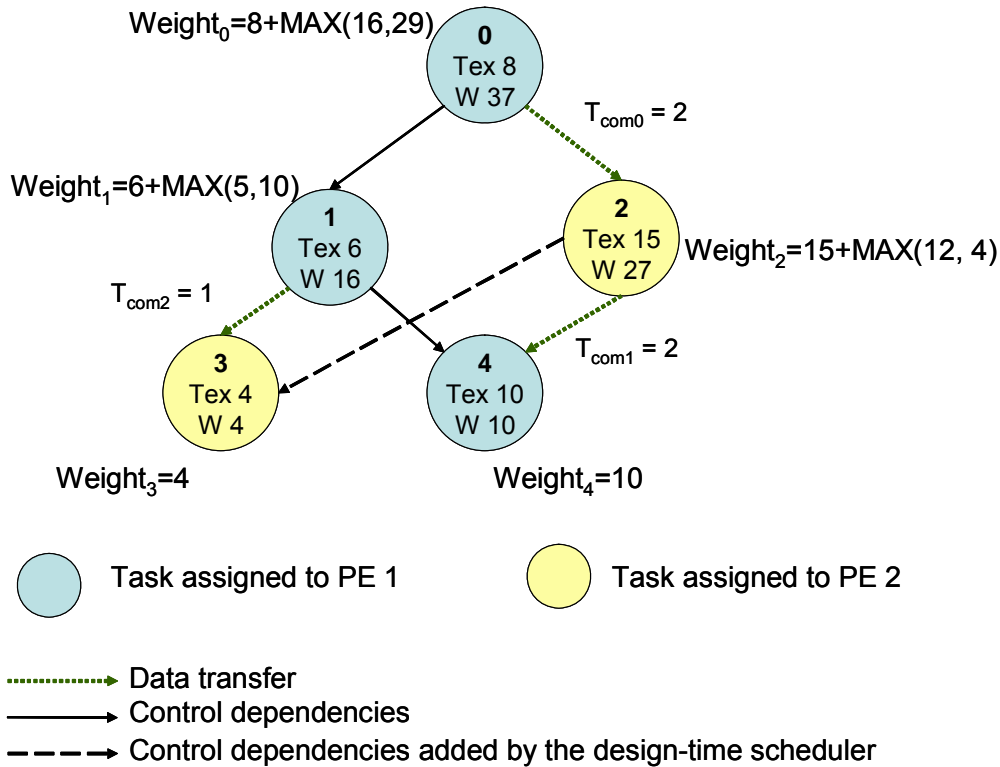 Weight0=8+MAX(16,29)
0
Tex 8
W 37
Tcom0 = 2
Weight1=6+MAX(5,10)
1
Tex 6
W 16
2
Tex 15
W 27
Weight2=15+MAX(12, 4)
Tcom2 = 1
Tcom1 = 2
3
Tex 4
W 4
4
Tex 10
W 10
Weight3=4
Weight4=10
Task assigned to PE 1
Task assigned to PE 2
Data transfer
Control dependencies
Control dependencies added by the design-time scheduler